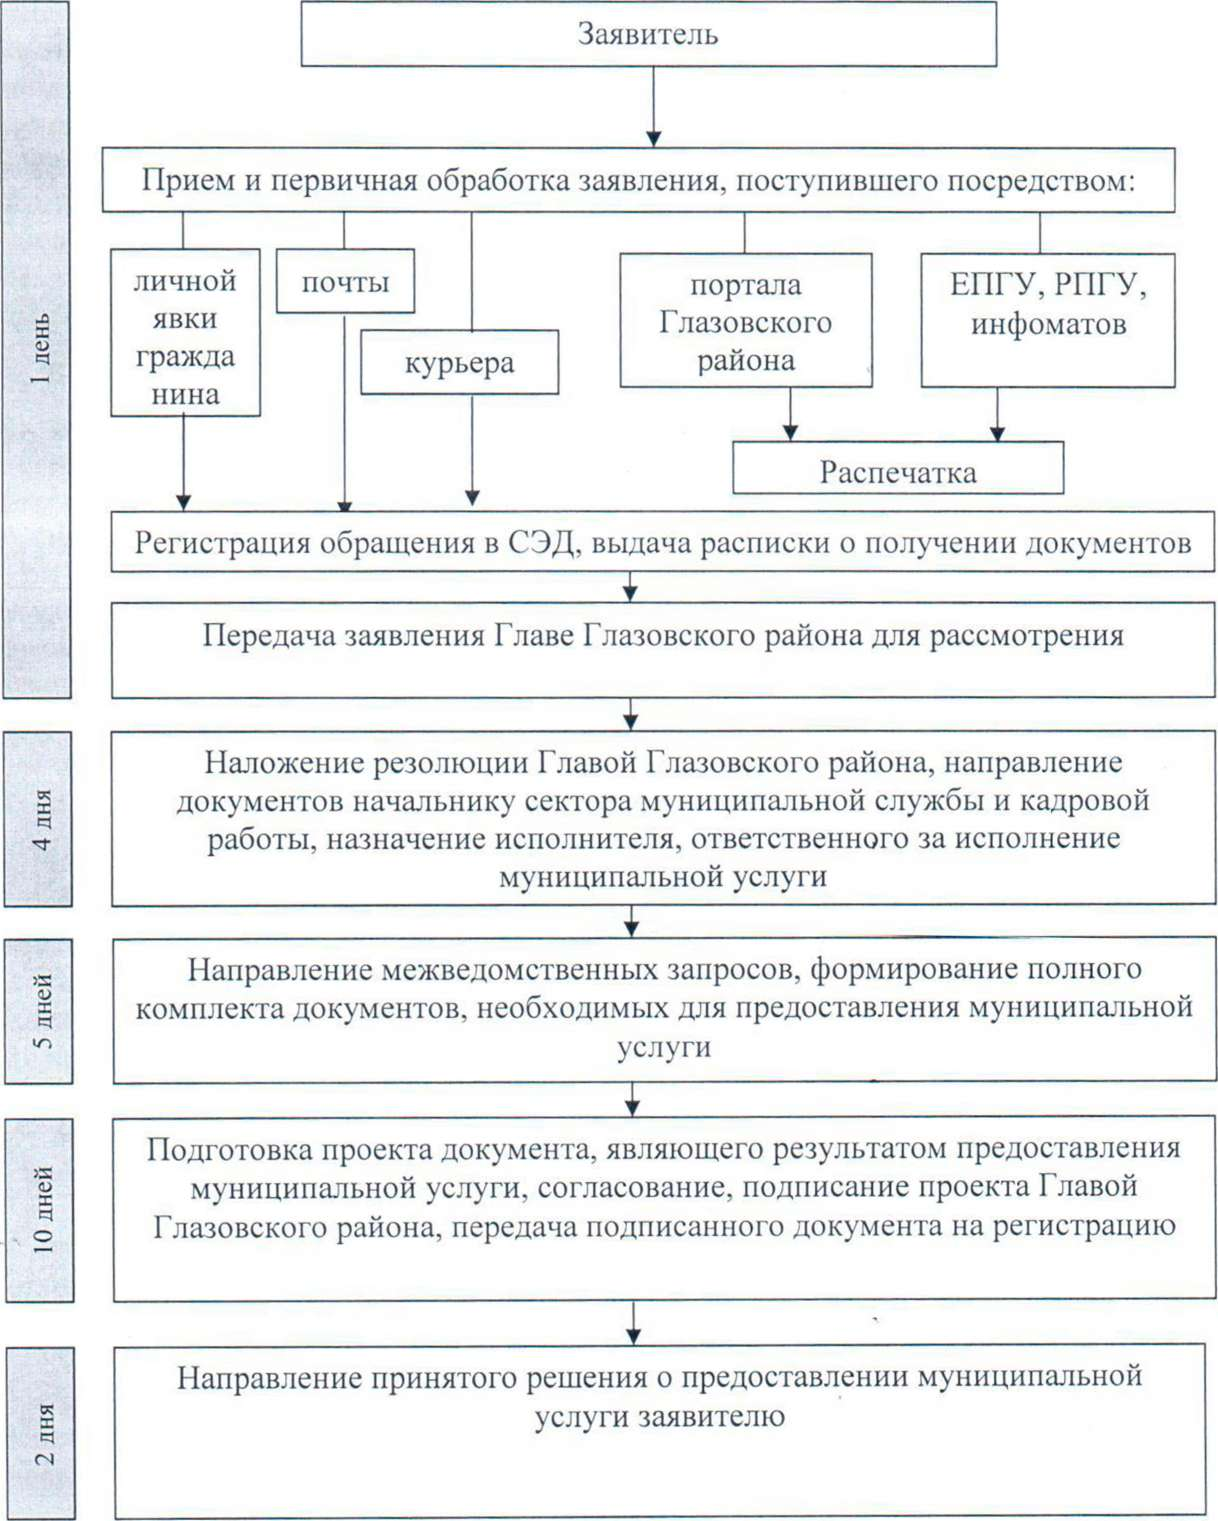 Заявитель
Прием и первичная обработка заявления, поступившего посредством:
личной
явки
гражда
нина
почты
курьера
портала
Глазовского
района
ЕПГУ, РПГУ,
инфоматов
Распечатка
1 день
Регистрация обращения в СЭД, выдача расписки о получении документов
Передача заявления Главе Глазовского района для рассмотрения
4 дня
Наложение резолюции Главой Глазовского района, направление
документов начальнику сектора муниципальной службы и кадровой
работы, назначение исполнителя, ответственного за исполнение
муниципальной услуги
5 дней
Направление межведомственных запросов, формирование полного
комплекта документов, необходимых для предоставления муниципальной
услуги
10 дней
Подготовка проекта документа, являющего результатом предоставления
муниципальной услуги, согласование, подписание проекта Главой
Глазовского района, передача подписанного документа на регистрацию
2 дня
Направление принятого решения о предоставлении муниципальной
услуги заявителю